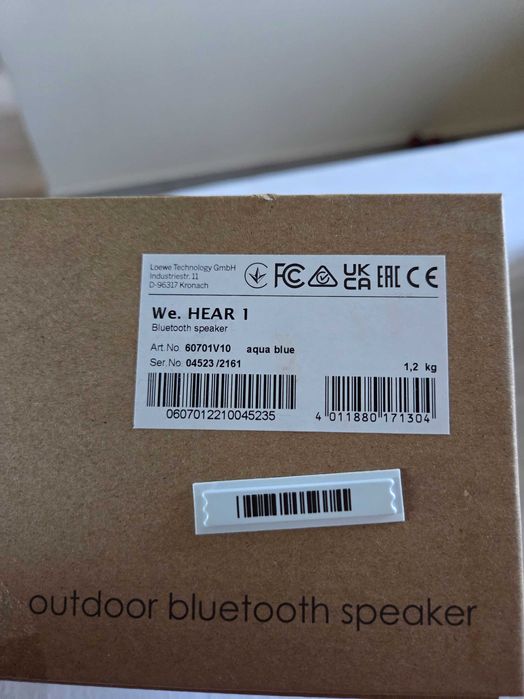 Loewe Technology GmbH
Industriestr. 11
D-96317 Kronach
FC UK CA EAC CE
We. HEAR 1
Bluetooth speaker
Art.No. 60701V10 aqua blue
Ser.No. 04523 /2161
1,2 kg
0607012210045235
4 011880 171304
outdoor bluetooth speaker